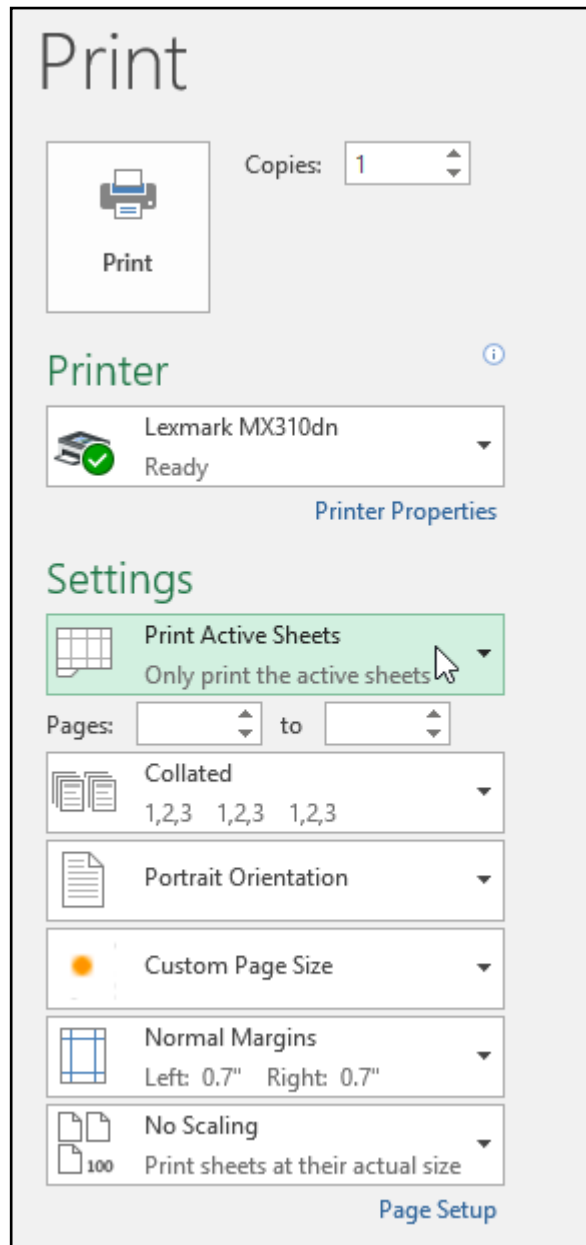 Print
Copies: 1
Print
Printer
Lexmark MX310dn
Ready
Printer Properties
Settings
Print Active Sheets
Only print the active sheets
Pages: to
Collated
1,2,3 1,2,3 1,2,3
Portrait Orientation
Custom Page Size
Normal Margins
Left: 0.7" Right: 0.7"
No Scaling
100
Print sheets at their actual size
Page Setup